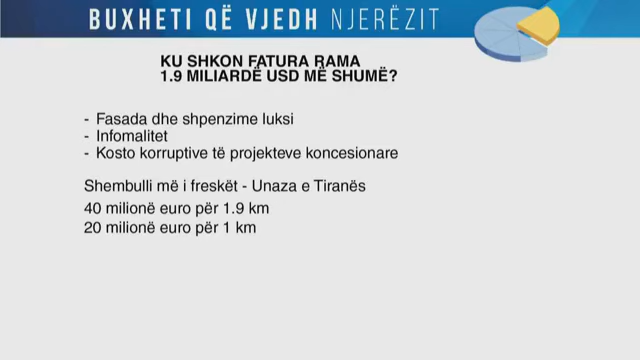 BUXHETI QË VJEDH NJERËZIT
KU SHKON FATURA RAMA
1.9 MILIARDË USD MË SHUMË?
- Fasada dhe shpenzime luksi
- Infomalitet
- Kosto korruptive të projekteve koncesionare
Shembulli më i freskët - Unaza e Tiranës
40 milionë euro për 1.9 km
20 milionë euro për 1 km